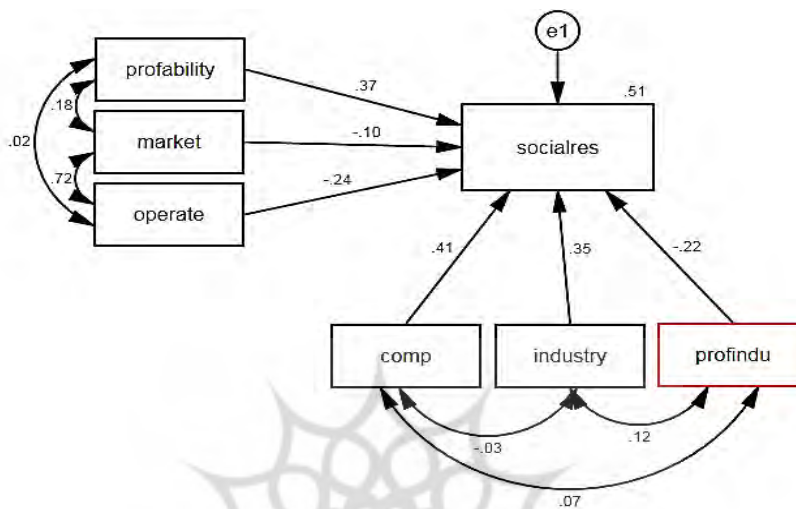 e1
profability
.51
.37
.18
.02
market
-.10
socialres
.72
operate
-.24
.41
.35
-.22
comp
industry
profindu
-.03
.12
.07